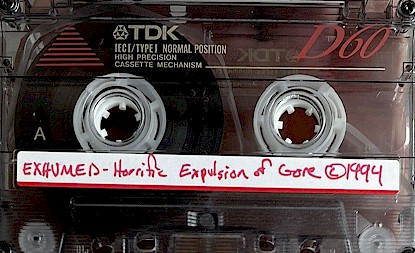 TDK
D60
IECI/TYPE I NORMAL POSITION
HIGH PRECISION
CASSETTE MECHANISM
A
EXHUMED - Horrific Expulsion of Gore ©1994